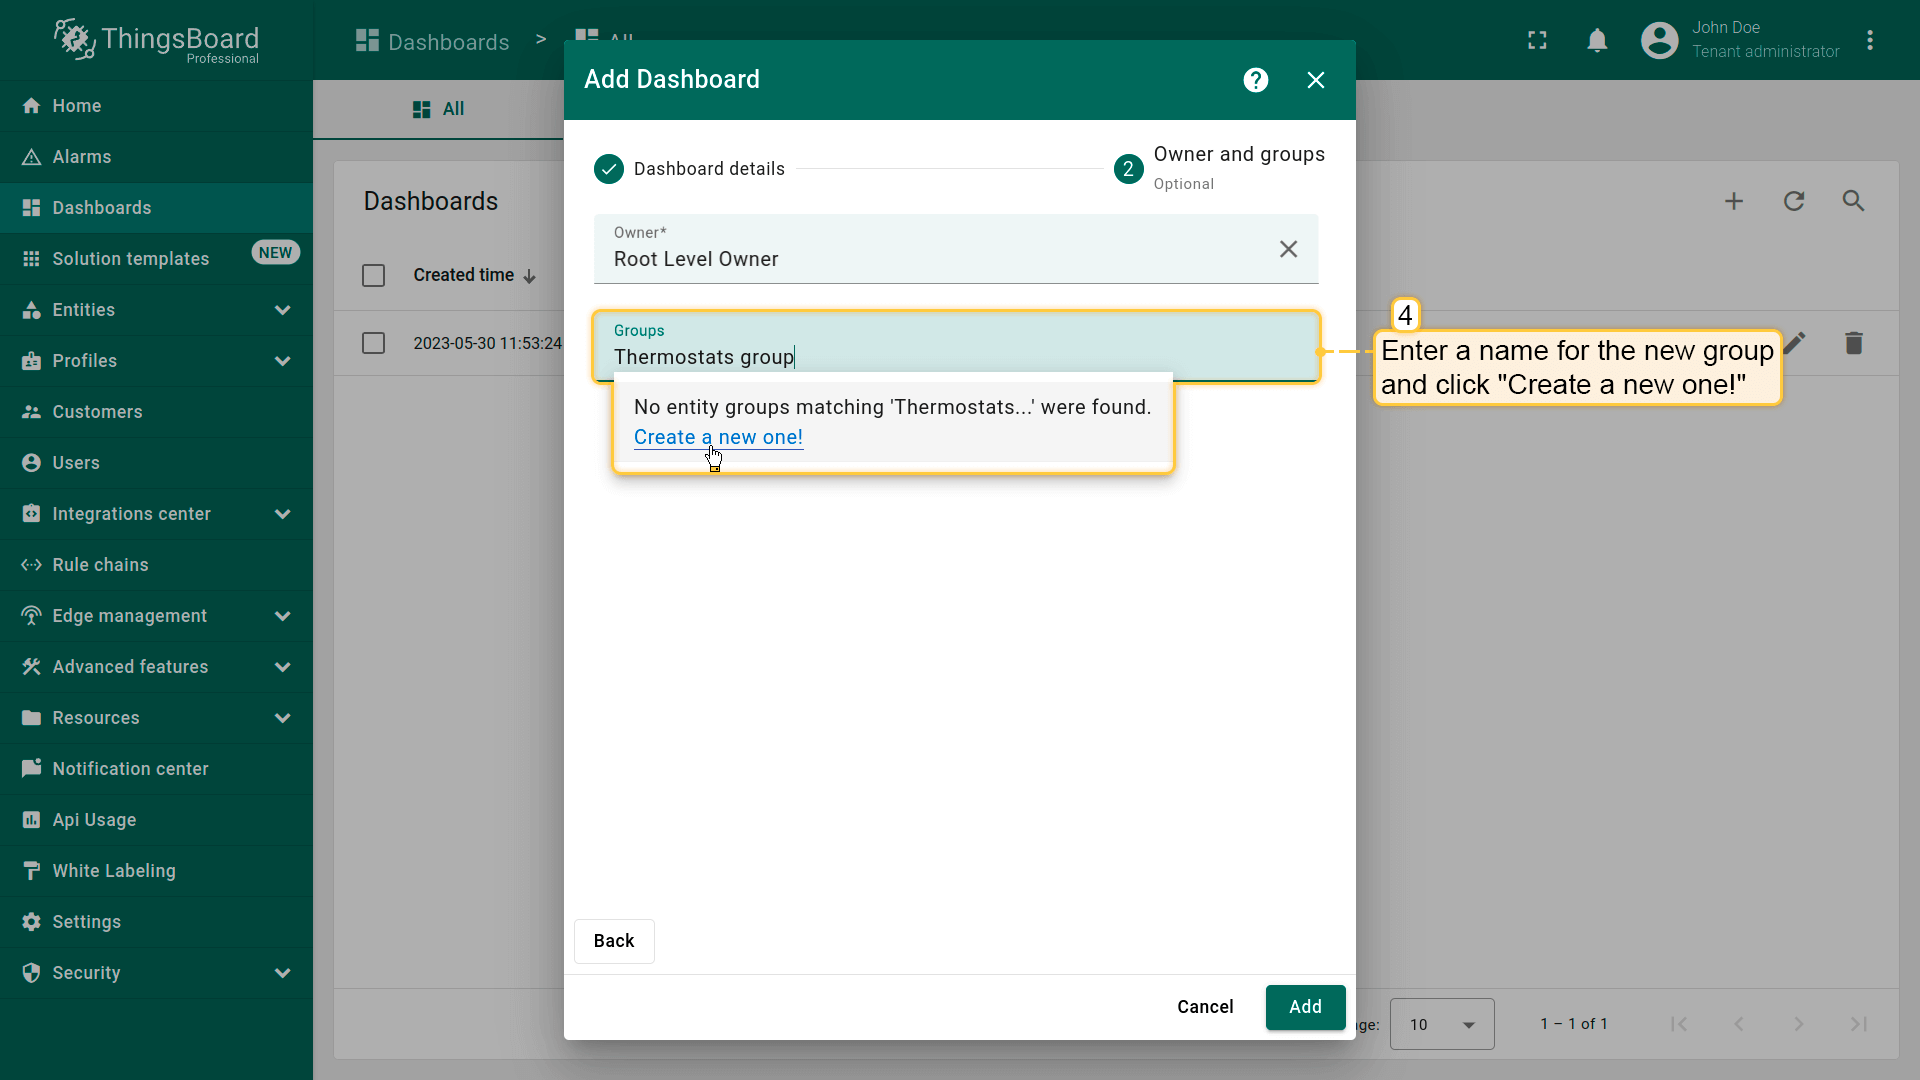 ThingsBoard
Professional
Dashboards > All
John Doe
Tenant administrator
Home
Alarms
Dashboards
Solution templates NEW
Entities
Profiles
Customers
Users
Integrations center
Rule chains
Edge management
Advanced features
Resources
Notification center
Api Usage
White Labeling
Settings
Security
All
Dashboards
Created time
2023-05-30 11:53:24
Add Dashboard
Dashboard details
2
Owner and groups
Optional
Owner*
Root Level Owner
Groups
Thermostats group
No entity groups matching 'Thermostats...' were found.
Create a new one!
4
Enter a name for the new group
and click "Create a new one!"
Back
Cancel
Add
ge:
10
1 – 1 of 1